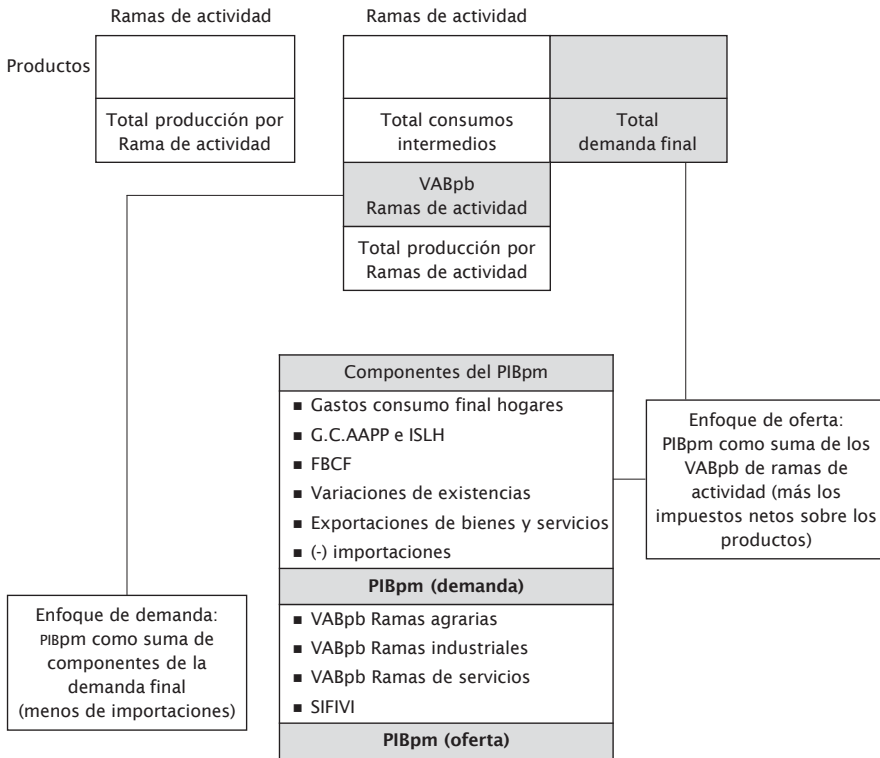 Ramas de actividad
Ramas de actividad
Productos
Total producción por
Rama de actividad
Total consumos
intermedios
Total
demanda final
VABpb
Ramas de actividad
Total producción por
Ramas de actividad
Componentes del PIBpm
▪ Gastos consumo final hogares
▪ G.C.AAPP e ISLH
▪ FBCF
▪ Variaciones de existencias
▪ Exportaciones de bienes y servicios
▪ (-) importaciones
PIBpm (demanda)
▪ VABpb Ramas agrarias
▪ VABpb Ramas industriales
▪ VABpb Ramas de servicios
▪ SIFIVI
PIBpm (oferta)
Enfoque de oferta:
PIBpm como suma de los
VABpb de ramas de
actividad (más los
impuestos netos sobre los
productos)
Enfoque de demanda:
PIBpm como suma de
componentes de la
demanda final
(menos de importaciones)